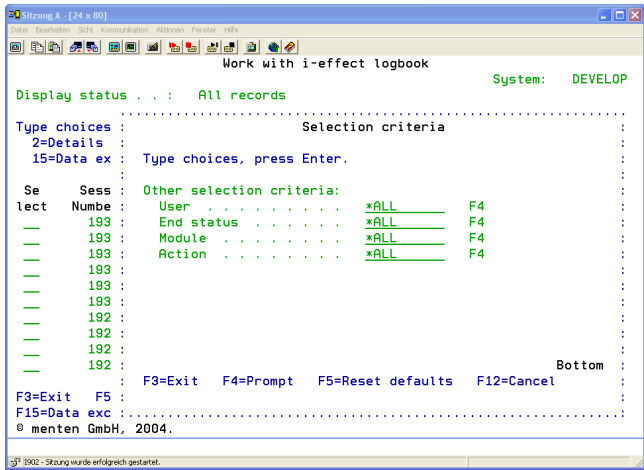 Sitzung A - [24 x 80]
Datei Bearbeiten Sicht Kommunikation Aktionen Fenster Hilfe
Work with i-effect logbook
System: DEVELOP
Display status . . : All records
Type choices : Selection criteria :
2=Details : :
15=Data ex : Type choices, press Enter. :
: :
Se Sess : Other selection criteria: :
lect Numbe : User . . . . . . . . . *ALL F4 :
193 : End status . . . . . . *ALL F4 :
193 : Module . . . . . . . . *ALL F4 :
193 : Action . . . . . . . . *ALL F4 :
193 : :
193 : :
193 : :
192 : :
192 : :
192 : :
192 : Bottom :
: F3=Exit F4=Prompt F5=Reset defaults F12=Cancel :
F3=Exit F5 : :
F15=Data exc :.............................................................:
© menten GmbH, 2004.
I902 - Sitzung wurde erfolgreich gestartet.